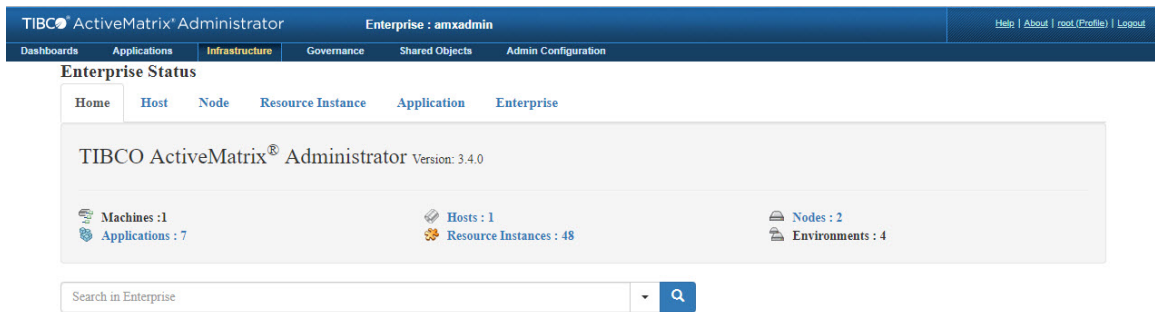 TIBCO® ActiveMatrix® Administrator Enterprise : amxadmin Help | About | root (Profile) | Logout
Dashboards Applications Infrastructure Governance Shared Objects Admin Configuration
Enterprise Status
Home Host Node Resource Instance Application Enterprise
TIBCO ActiveMatrix® Administrator Version: 3.4.0
Machines :1 Hosts : 1 Nodes : 2
Applications : 7 Resource Instances : 48 Environments : 4
Search in Enterprise